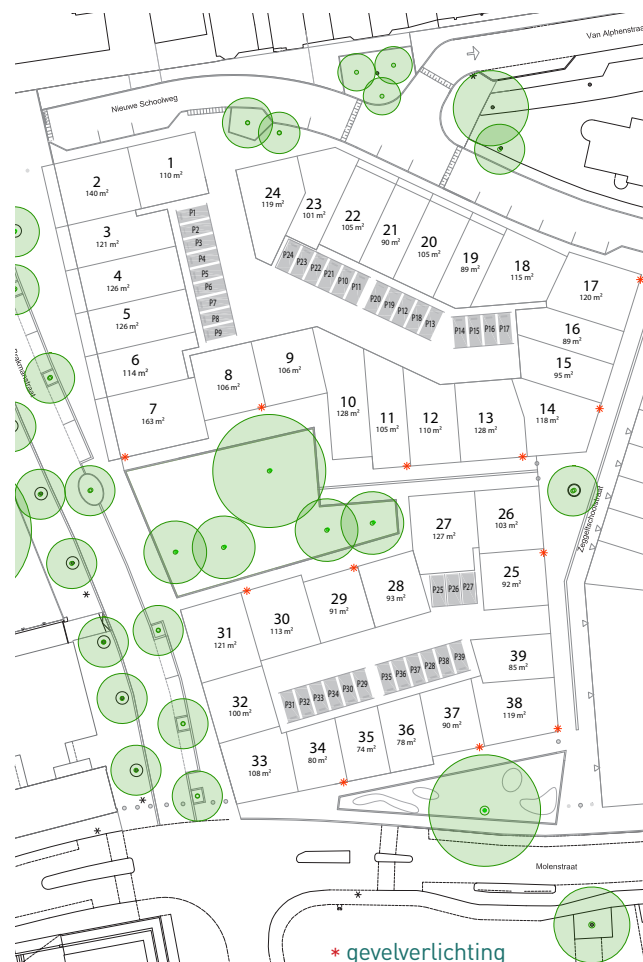 Van Alphenstraat
Nieuwe Schoolweg
1
110 m²
2
140 m²
3
121 m²
4
126 m²
5
126 m²
6
114 m²
7
163 m²
P1
P2
P3
P4
P5
P6
P7
P8
P9
24
119 m²
23
101 m²
22
105 m²
21
90 m²
20
105 m²
19
89 m²
18
115 m²
17
120 m²
16
89 m²
15
95 m²
14
118 m²
P24 P23 P22 P21 P10 P11
P20 P19 P12 P18 P13
P14 P15 P16 P17
8
106 m²
9
106 m²
10
128 m²
11
105 m²
12
110 m²
13
128 m²
Zeggeltschoolstraat
27
127 m²
26
103 m²
25
92 m²
28
93 m²
29
91 m²
30
113 m²
31
121 m²
P25 P26 P27
32
100 m²
33
108 m²
34
80 m²
35
74 m²
36
78 m²
37
90 m²
38
119 m²
39
85 m²
P31 P32 P33 P34 P30 P29
P35 P36 P37 P28 P38 P39
Molenstraat
* gevelverlichting